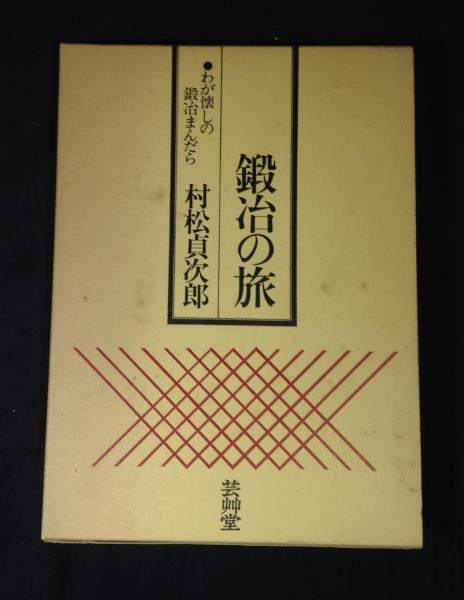 鍛冶の旅
●わが懐しの
鍛冶まんだら
村松貞次郎
芸艸堂